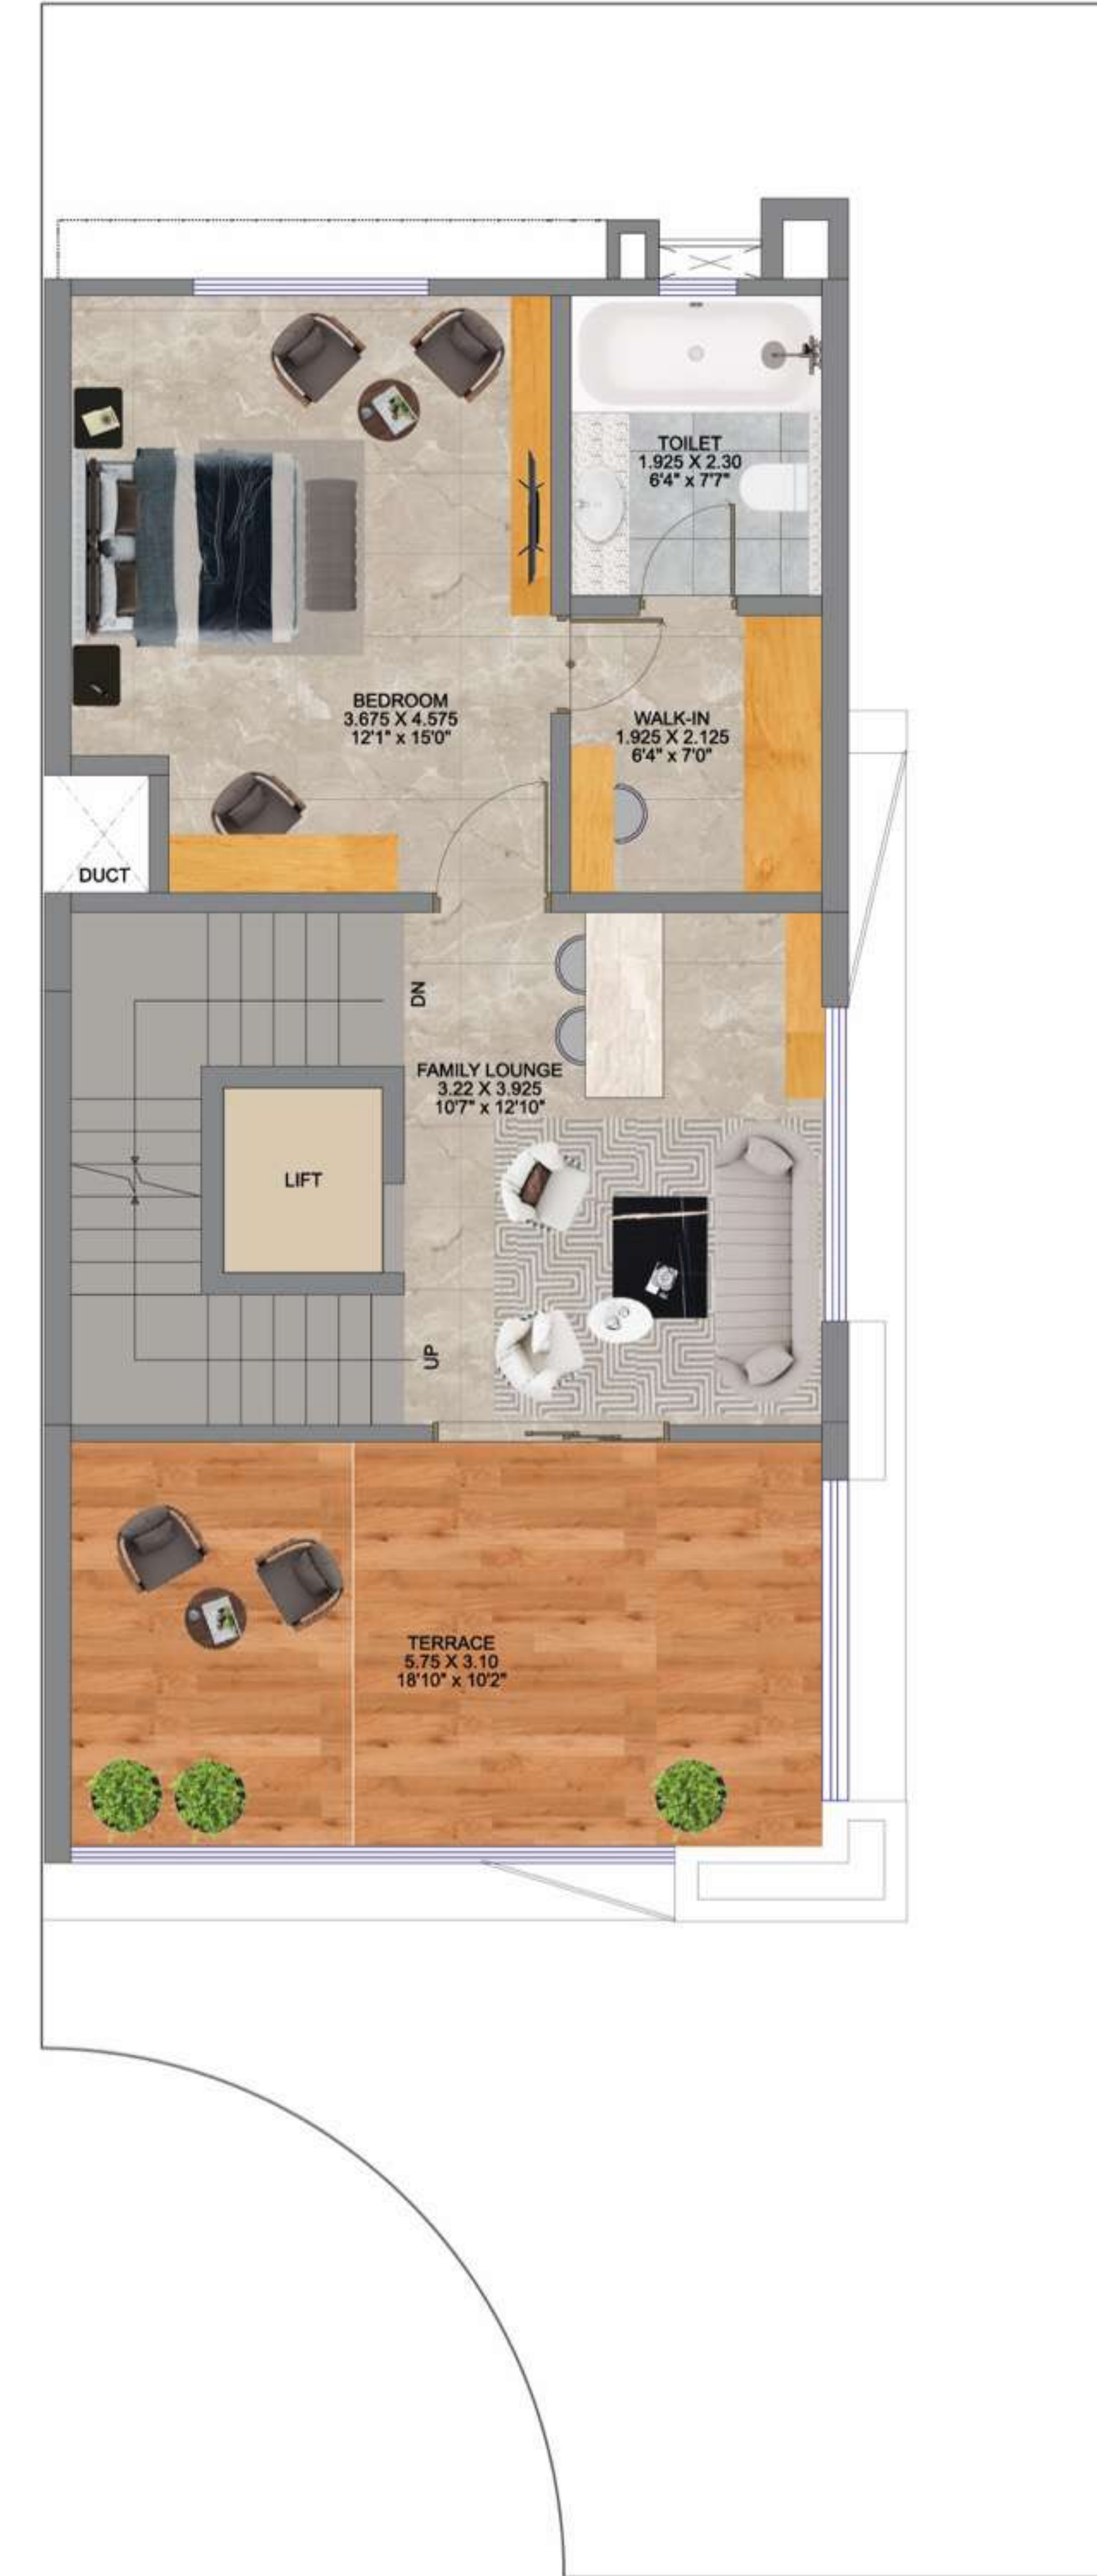 TOILET
1.925 X 2.30
6'4" x 7'7"
BEDROOM
3.675 X 4.575
12'1" x 15'0"
WALK-IN
1.925 X 2.125
6'4" x 7'0"
DUCT
DN
FAMILY LOUNGE
3.22 X 3.925
10'7" x 12'10"
LIFT
UP
TERRACE
5.75 X 3.10
18'10" x 10'2"